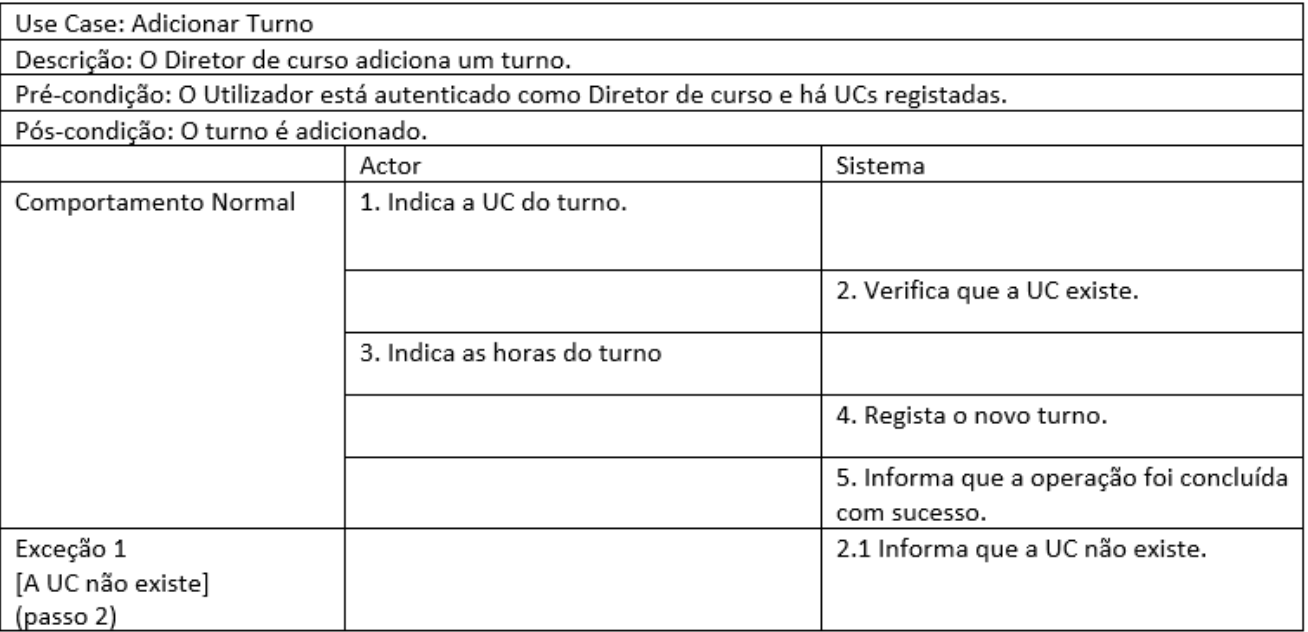 Use Case: Adicionar Turno
Descrição: O Diretor de curso adiciona um turno.
Pré-condição: O Utilizador está autenticado como Diretor de curso e há UCs registadas.
Pós-condição: O turno é adicionado.
Actor
Sistema
Comportamento Normal
1. Indica a UC do turno.
2. Verifica que a UC existe.
3. Indica as horas do turno
4. Regista o novo turno.
5. Informa que a operação foi concluída
com sucesso.
Exceção 1
[A UC não existe]
(passo 2)
2.1 Informa que a UC não existe.